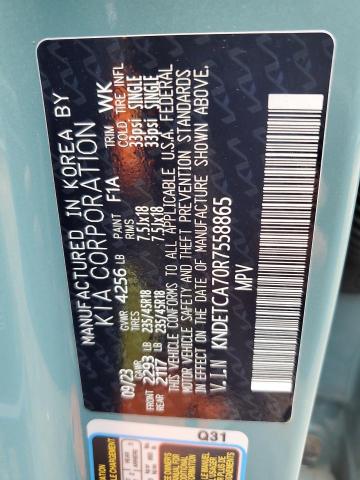 MANUFACTURED IN KOREA BY
KIA CORPORATION
09/23 GVWR 4256 LB PAINT F1A TRIM WK
RIMS COLD TIRE INFL
FRONT 2293 LB 235/45R18 7.5JX18 33psi SINGLE
REAR 2117 LB 235/45R18 7.5JX18 33psi SINGLE
THIS VEHICLE CONFORMS TO ALL APPLICABLE U.S.A. FEDERAL
MOTOR VEHICLE SAFETY AND THEFT PREVENTION STANDARDS
IN EFFECT ON THE DATE OF MANUFACTURE SHOWN ABOVE.
V.I.N KNDETCA70R7558865
MPV
Q31